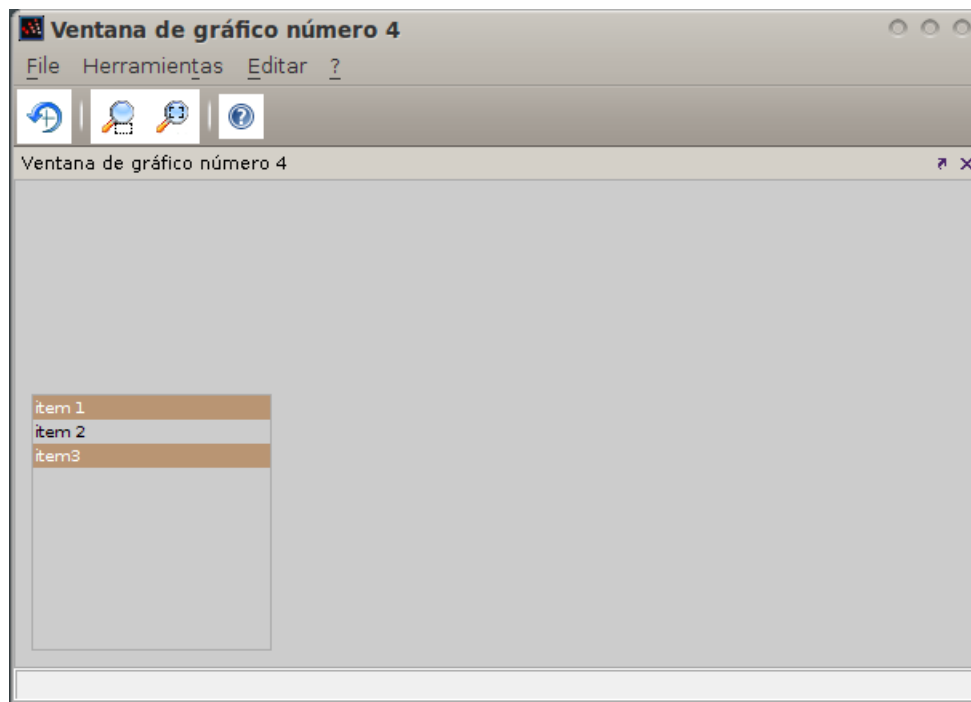 Ventana de gráfico número 4
File Herramientas Editar ?
Ventana de gráfico número 4
item 1
item 2
item3